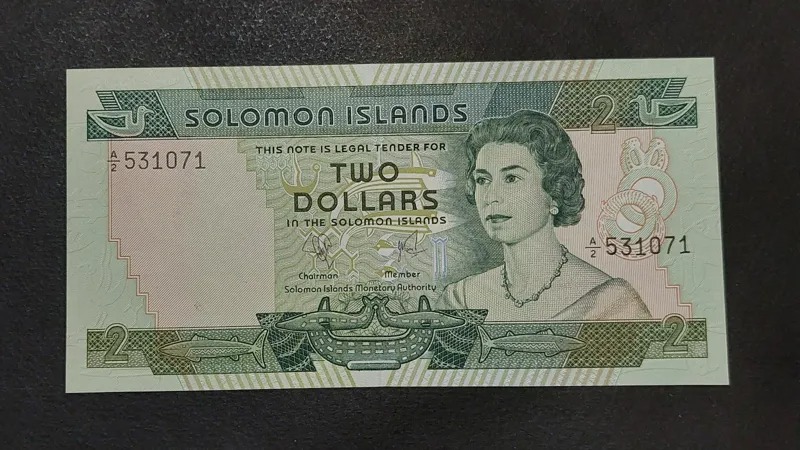 SOLOMON ISLANDS
2
THIS NOTE IS LEGAL TENDER FOR
A/2 531071
TWO
DOLLARS
IN THE SOLOMON ISLANDS
A/2 531071
Chairman Member
Solomon Islands Monetary Authority
2 2